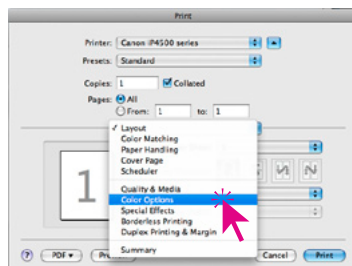 Print
Printer: Canon iP4500 series
Presets: Standard
Copies: 1 Collated
Pages: All
From: 1 to: 1
✓ Layout
Color Matching
Paper Handling
Cover Page
Scheduler
1
Quality & Media
Color Options
Special Effects
Borderless Printing
Duplex Printing & Margin
Summary
? PDF ▾ Cancel Print